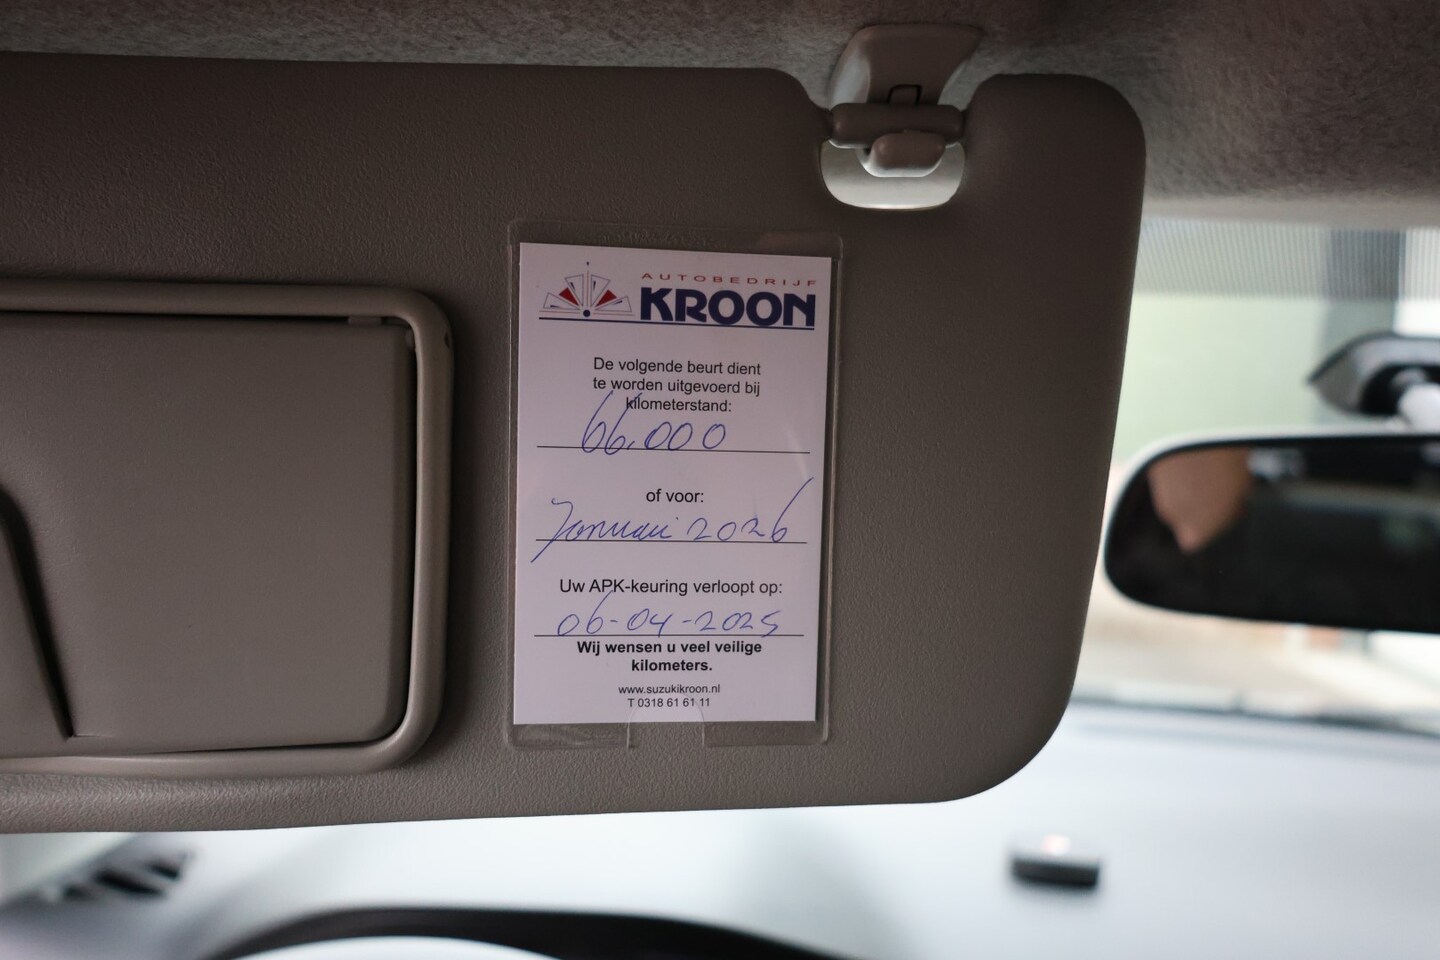 AUTOBEDRIJF
KROON
De volgende beurt dient
te worden uitgevoerd bij
kilometerstand:
66.000
of voor:
Januari 2026
Uw APK-keuring verloopt op:
06-04-2025
Wij wensen u veel veilige
kilometers.
www.suzukikroon.nl
T 0318 61 61 11